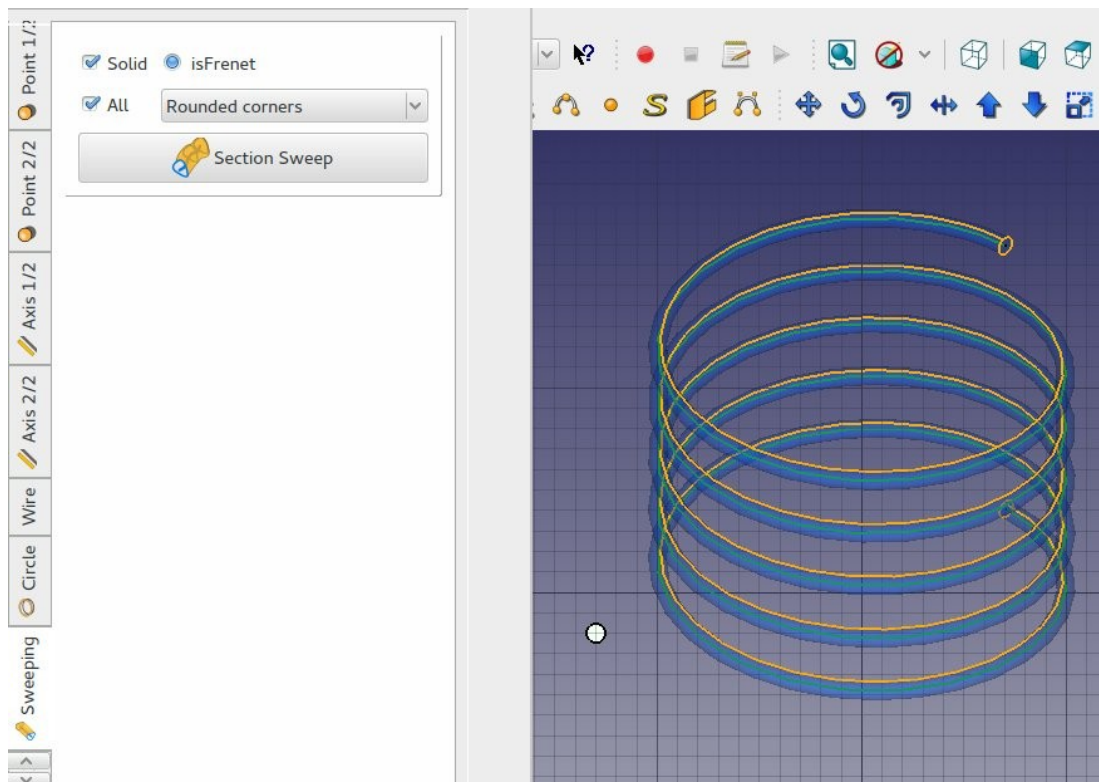 Point 1/2
Point 2/2
Axis 1/2
Axis 2/2
Wire
Circle
Sweeping
Solid
isFrenet
All
Rounded corners
Section Sweep